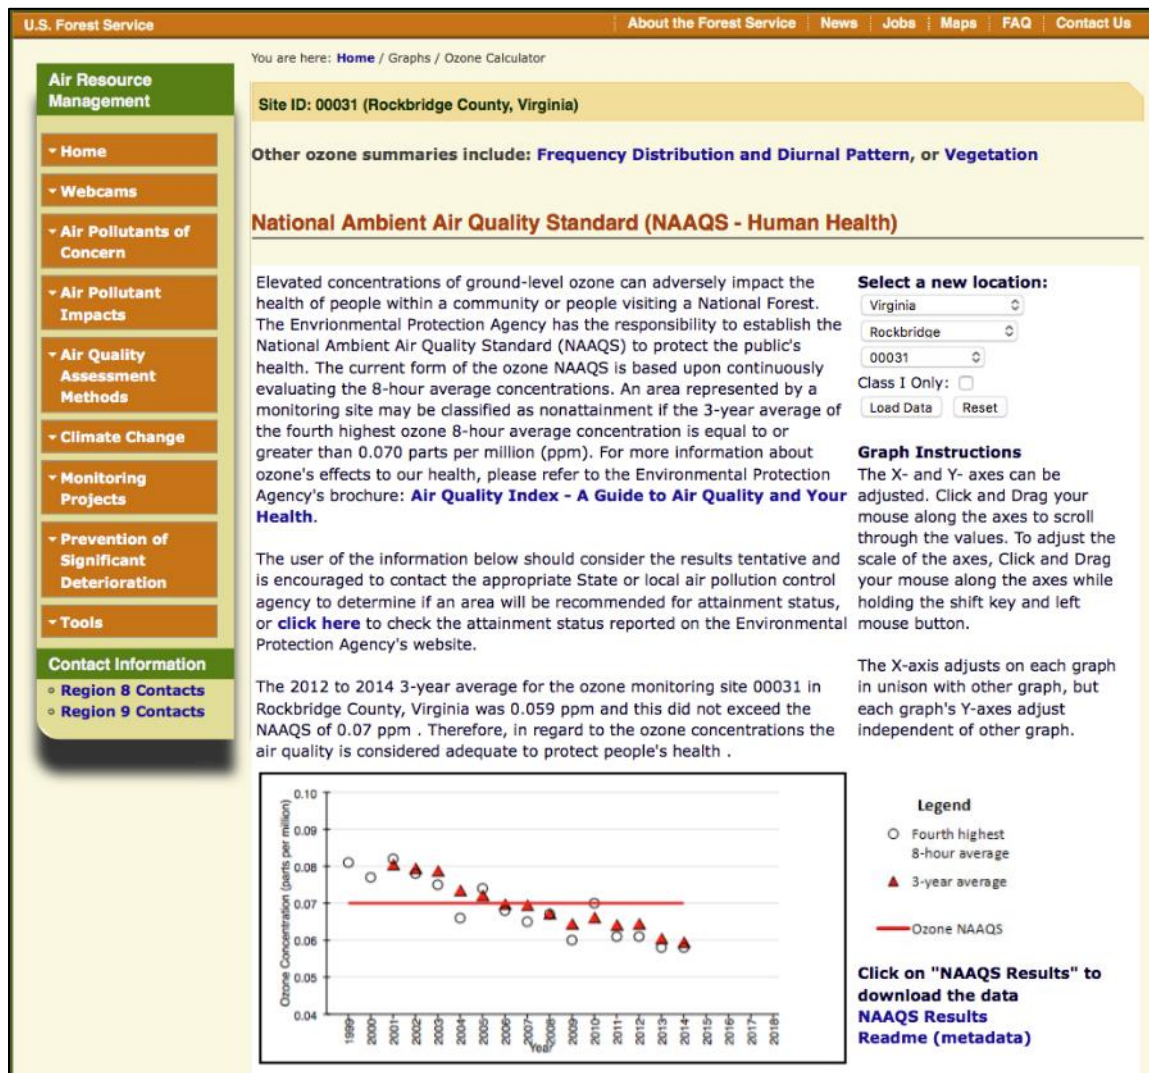 U.S. Forest Service
About the Forest Service
News
Jobs
Maps
FAQ
Contact Us
Air Resource
Management
Home
Webcams
Air Pollutants of
Concern
Air Pollutant
Impacts
Air Quality
Assessment
Methods
Climate Change
Monitoring
Projects
Prevention of
Significant
Deterioration
Tools
Contact Information
Region 8 Contacts
Region 9 Contacts
You are here: Home / Graphs / Ozone Calculator
Site ID: 00031 (Rockbridge County, Virginia)
Other ozone summaries include: Frequency Distribution and Diurnal Pattern, or Vegetation
National Ambient Air Quality Standard (NAAQS - Human Health)
Elevated concentrations of ground-level ozone can adversely impact the
health of people within a community or people visiting a National Forest.
The Envrionmental Protection Agency has the responsibility to establish the
National Ambient Air Quality Standard (NAAQS) to protect the public's
health. The current form of the ozone NAAQS is based upon continuously
evaluating the 8-hour average concentrations. An area represented by a
monitoring site may be classified as nonattainment if the 3-year average of
the fourth highest ozone 8-hour average concentration is equal to or
greater than 0.070 parts per million (ppm). For more information about
ozone's effects to our health, please refer to the Environmental Protection
Agency's brochure: Air Quality Index - A Guide to Air Quality and Your
Health.
The user of the information below should consider the results tentative and
is encouraged to contact the appropriate State or local air pollution control
agency to determine if an area will be recommended for attainment status,
or click here to check the attainment status reported on the Environmental
Protection Agency's website.
The 2012 to 2014 3-year average for the ozone monitoring site 00031 in
Rockbridge County, Virginia was 0.059 ppm and this did not exceed the
NAAQS of 0.07 ppm . Therefore, in regard to the ozone concentrations the
air quality is considered adequate to protect people's health .
Select a new location:
Virginia
Rockbridge
00031
Class I Only:
Load Data
Reset
Graph Instructions
The X- and Y- axes can be
adjusted. Click and Drag your
mouse along the axes to scroll
through the values. To adjust the
scale of the axes, Click and Drag
your mouse along the axes while
holding the shift key and left
mouse button.
The X-axis adjusts on each graph
in unison with other graph, but
each graph's Y-axes adjust
independent of other graph.
Ozone Concentration (parts per million)
0.10
0.09
0.08
0.07
0.06
0.05
0.04
1999
2000
2001
2002
2003
2004
2005
2006
2007
2008
2009
2010
2011
2012
2013
2014
2015
2016
2017
2018
Year
Legend
Fourth highest
8-hour average
3-year average
Ozone NAAQS
Click on "NAAQS Results" to
download the data
NAAQS Results
Readme (metadata)